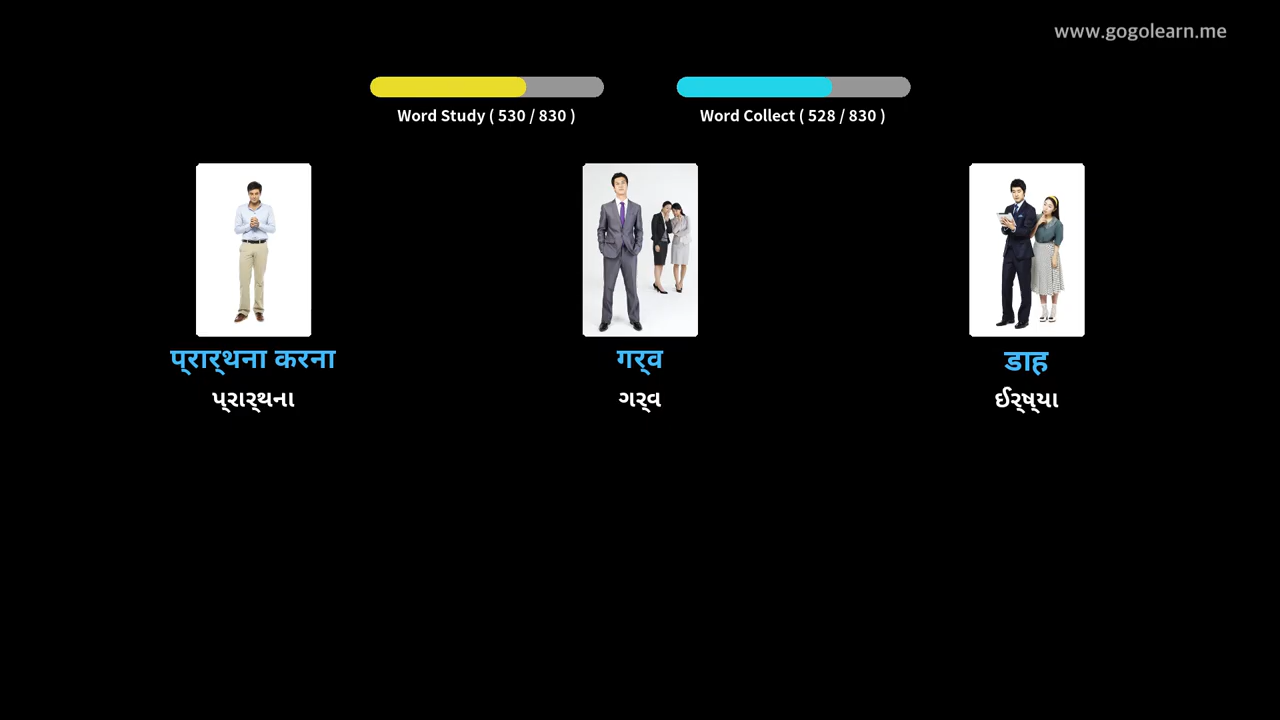 www.gogolearn.me
Word Study ( 530 / 830 )
Word Collect ( 528 / 830 )
प्रार्थना करना
गर्व
डाह
પ્રાર્થના
ગર્વ
ઈર્ષ્યા